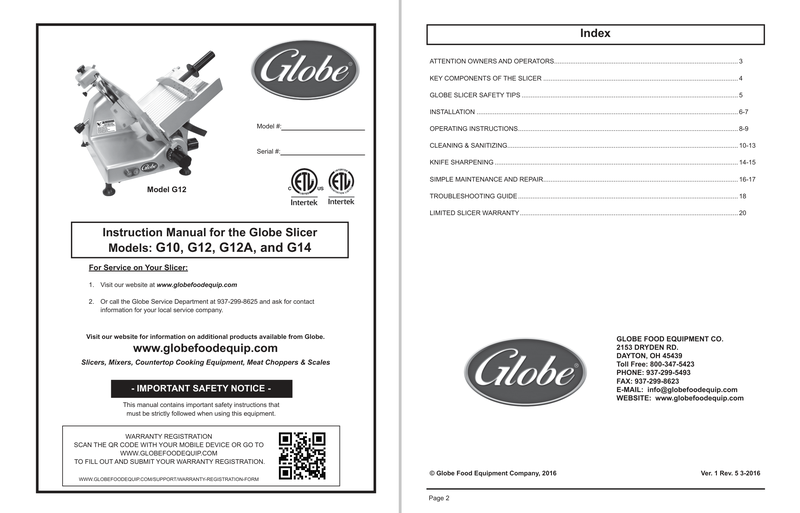 Globe®
Model #:
Serial #:
C ETL US ETL
Intertek Intertek
Model G12
Instruction Manual for the Globe Slicer
Models: G10, G12, G12A, and G14
For Service on Your Slicer:
1. Visit our website at www.globefoodequip.com
2. Or call the Globe Service Department at 937-299-8625 and ask for contact
information for your local service company.
Visit our website for information on additional products available from Globe.
www.globefoodequip.com
Slicers, Mixers, Countertop Cooking Equipment, Meat Choppers & Scales
- IMPORTANT SAFETY NOTICE -
This manual contains important safety instructions that
must be strictly followed when using this equipment.
WARRANTY REGISTRATION
SCAN THE QR CODE WITH YOUR MOBILE DEVICE OR GO TO
WWW.GLOBEFOODEQUIP.COM
TO FILL OUT AND SUBMIT YOUR WARRANTY REGISTRATION.
WWW.GLOBEFOODEQUIP.COM/SUPPORT/WARRANTY-REGISTRATION-FORM
Index
ATTENTION OWNERS AND OPERATORS 3
KEY COMPONENTS OF THE SLICER 4
GLOBE SLICER SAFETY TIPS 5
INSTALLATION 6-7
OPERATING INSTRUCTIONS 8-9
CLEANING & SANITIZING 10-13
KNIFE SHARPENING 14-15
SIMPLE MAINTENANCE AND REPAIR 16-17
TROUBLESHOOTING GUIDE 18
LIMITED SLICER WARRANTY 20
Globe®
GLOBE FOOD EQUIPMENT CO.
2153 DRYDEN RD.
DAYTON, OH 45439
Toll Free: 800-347-5423
PHONE: 937-299-5493
FAX: 937-299-8623
E-MAIL: info@globefoodequip.com
WEBSITE: www.globefoodequip.com
© Globe Food Equipment Company, 2016 Ver. 1 Rev. 5 3-2016
Page 2